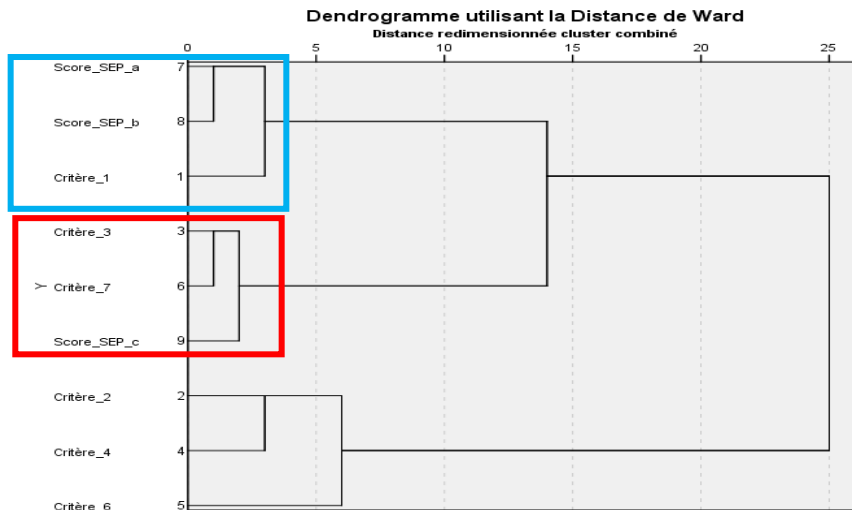 Dendrogramme utilisant la Distance de Ward
Distance redimensionnée cluster combiné
0 5 10 15 20 25
Score_SEP_a 7
Score_SEP_b 8
Critère_1 1
Critère_3 3
Y Critère_7 6
Score_SEP_c 9
Critère_2 2
Critère_4 4
Critère_6 5